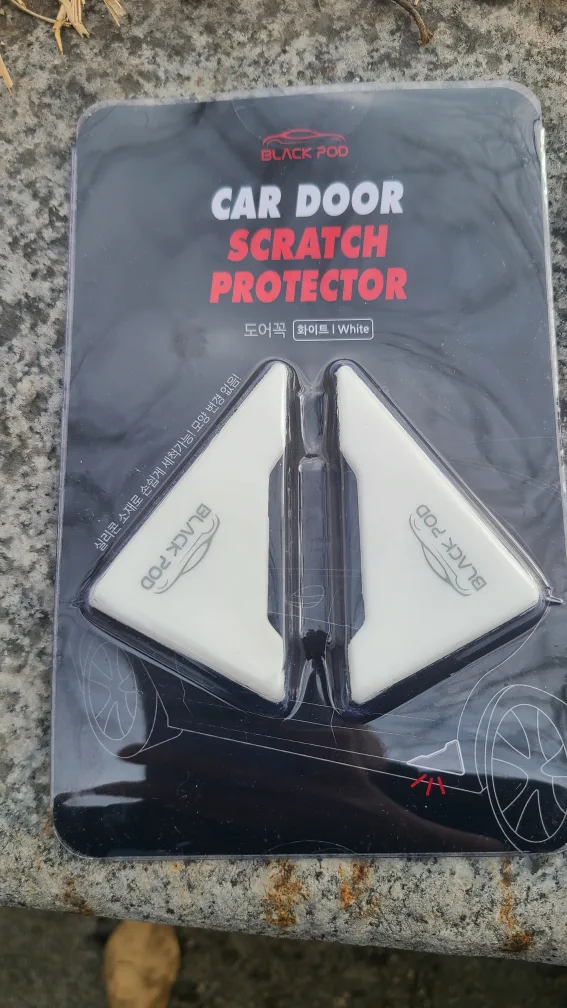 BLACK POD
CAR DOOR
SCRATCH
PROTECTOR
도어꼭 화이트 I White
실리콘 소재로 손쉽게 세척가능! 모양 변경 없음!
BLACK POD
BLACK POD